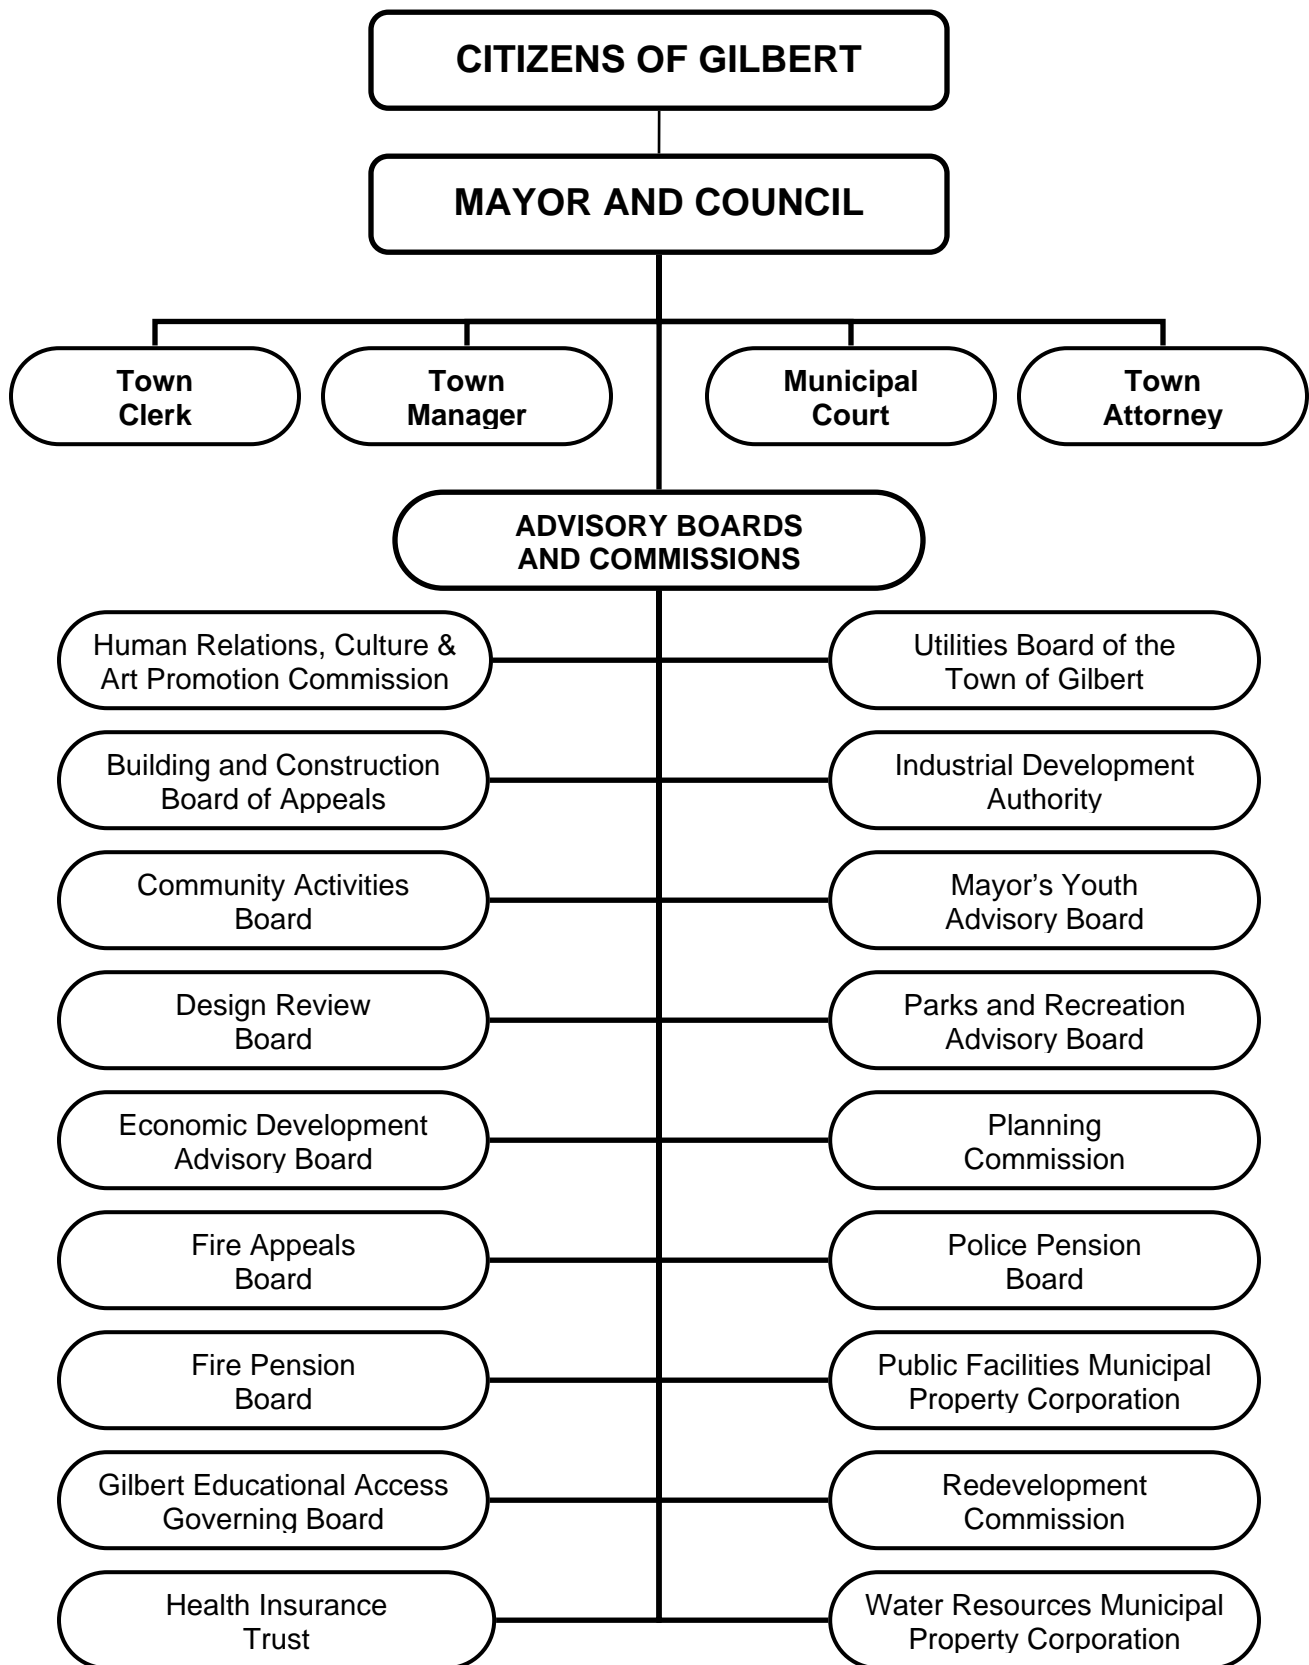 CITIZENS OF GILBERT
MAYOR AND COUNCIL
Town
Clerk
Town
Manager
Municipal
Court
Town
Attorney
ADVISORY BOARDS
AND COMMISSIONS
Human Relations, Culture &
Art Promotion Commission
Utilities Board of the
Town of Gilbert
Building and Construction
Board of Appeals
Industrial Development
Authority
Community Activities
Board
Mayor’s Youth
Advisory Board
Design Review
Board
Parks and Recreation
Advisory Board
Economic Development
Advisory Board
Planning
Commission
Fire Appeals
Board
Police Pension
Board
Fire Pension
Board
Public Facilities Municipal
Property Corporation
Gilbert Educational Access
Governing Board
Redevelopment
Commission
Health Insurance
Trust
Water Resources Municipal
Property Corporation